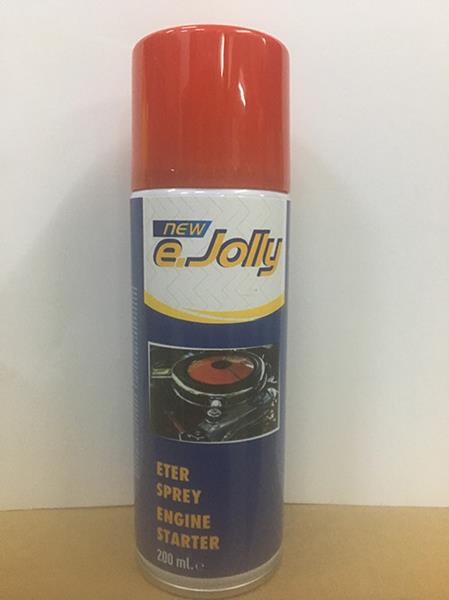 NEW
e.Jolly
ETER
SPREY
ENGINE
STARTER
200 ml. e